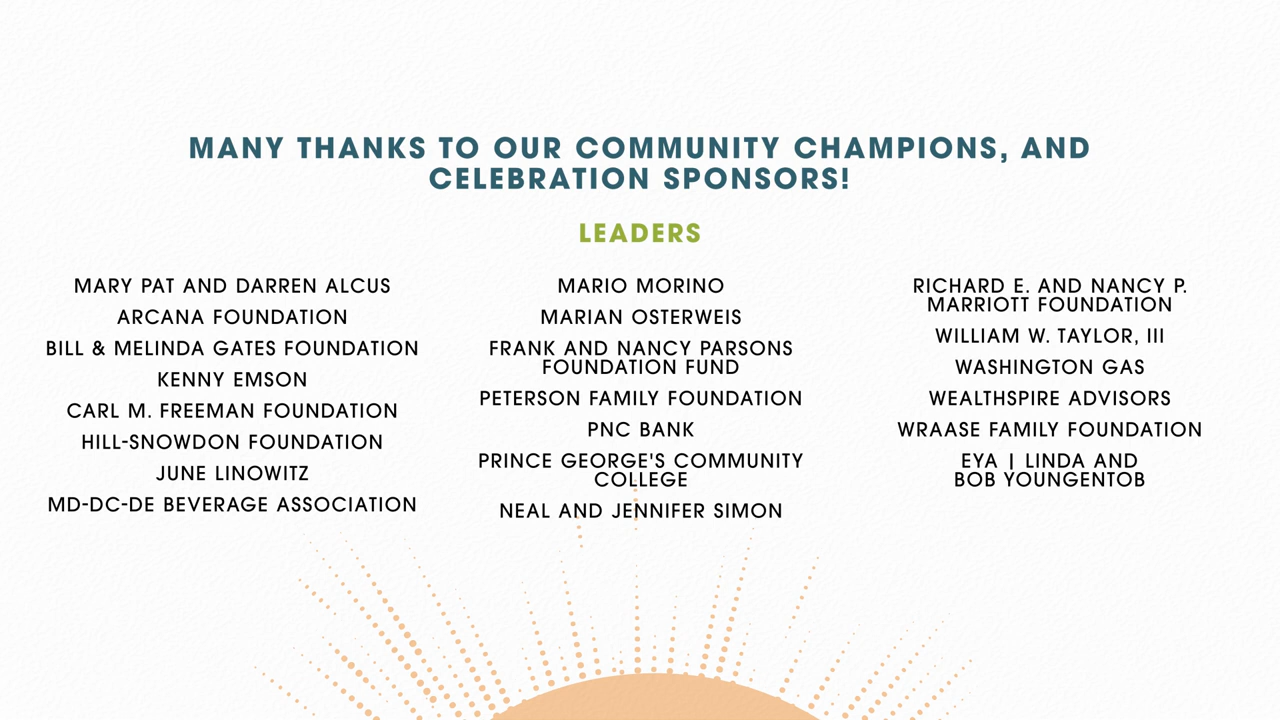 MANY THANKS TO OUR COMMUNITY CHAMPIONS, AND
CELEBRATION SPONSORS!
LEADERS
MARY PAT AND DARREN ALCUS
ARCANA FOUNDATION
BILL & MELINDA GATES FOUNDATION
KENNY EMSON
CARL M. FREEMAN FOUNDATION
HILL-SNOWDON FOUNDATION
JUNE LINOWITZ
MD-DC-DE BEVERAGE ASSOCIATION
MARIO MORINO
MARIAN OSTERWEIS
FRANK AND NANCY PARSONS
FOUNDATION FUND
PETERSON FAMILY FOUNDATION
PNC BANK
PRINCE GEORGE'S COMMUNITY
COLLEGE
NEAL AND JENNIFER SIMON
RICHARD E. AND NANCY P.
MARRIOTT FOUNDATION
WILLIAM W. TAYLOR, III
WASHINGTON GAS
WEALTHSPIRE ADVISORS
WRAASE FAMILY FOUNDATION
EYA | LINDA AND
BOB YOUNGENTOB